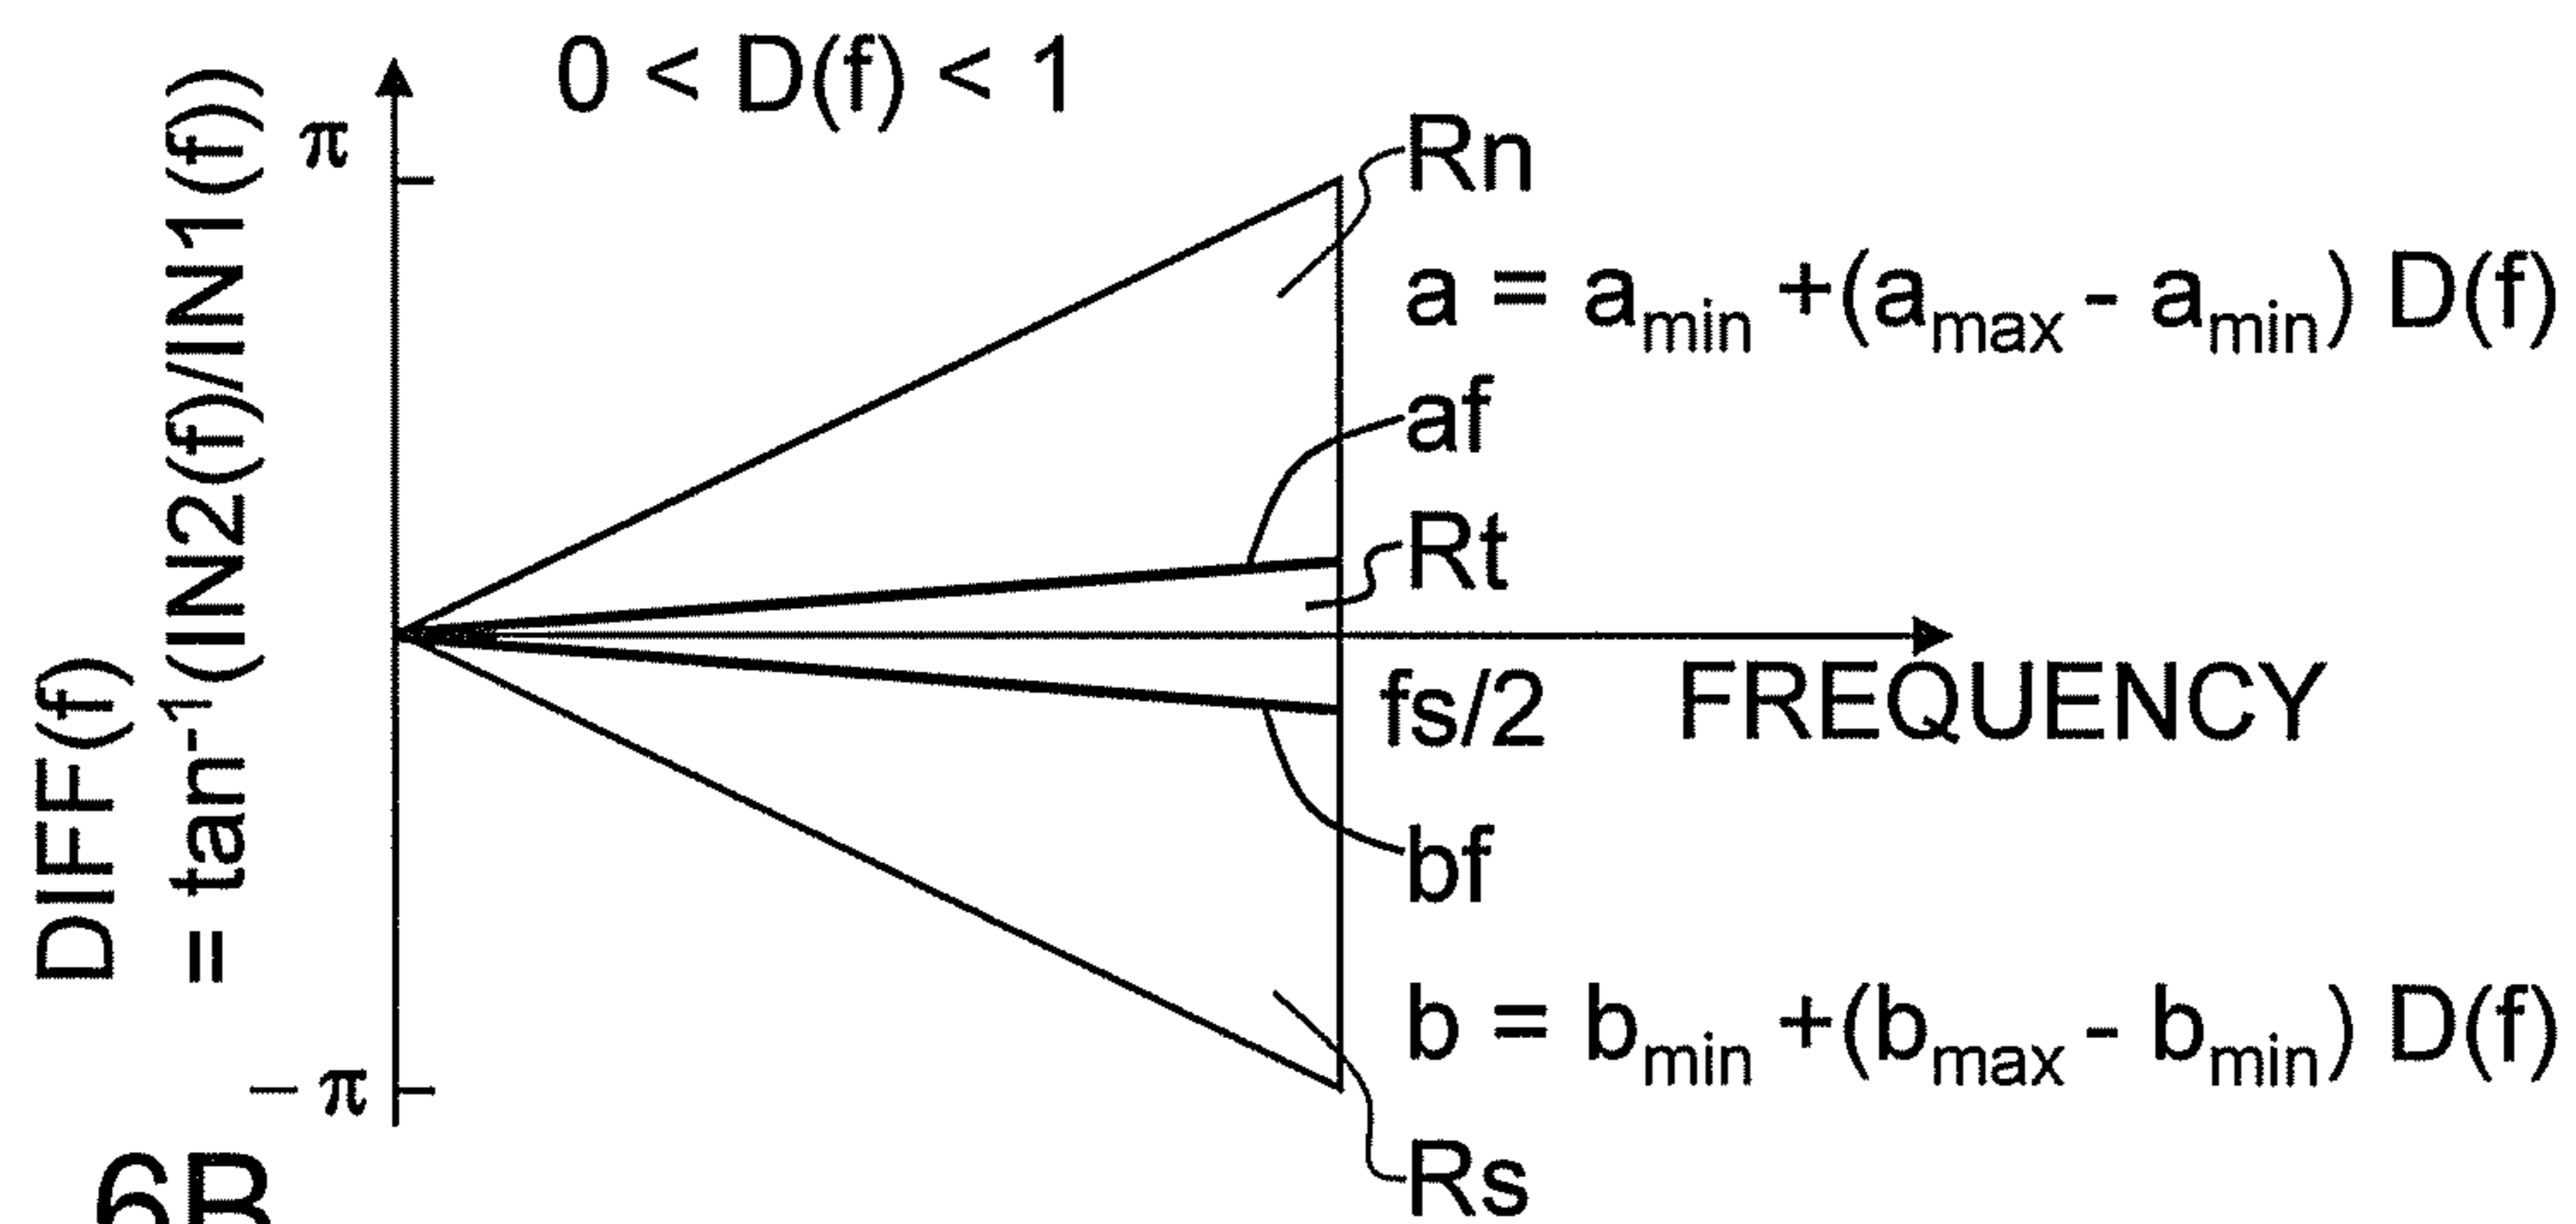 0 < D(f) < 1
DIFF(f)
= tan⁻¹(IN2(f)/IN1(f))
π
Rn
a = a_min +(a_max - a_min) D(f)
af
Rt
fs/2
FREQUENCY
bf
b = b_min +(b_max - b_min) D(f)
– π
Rs
6B